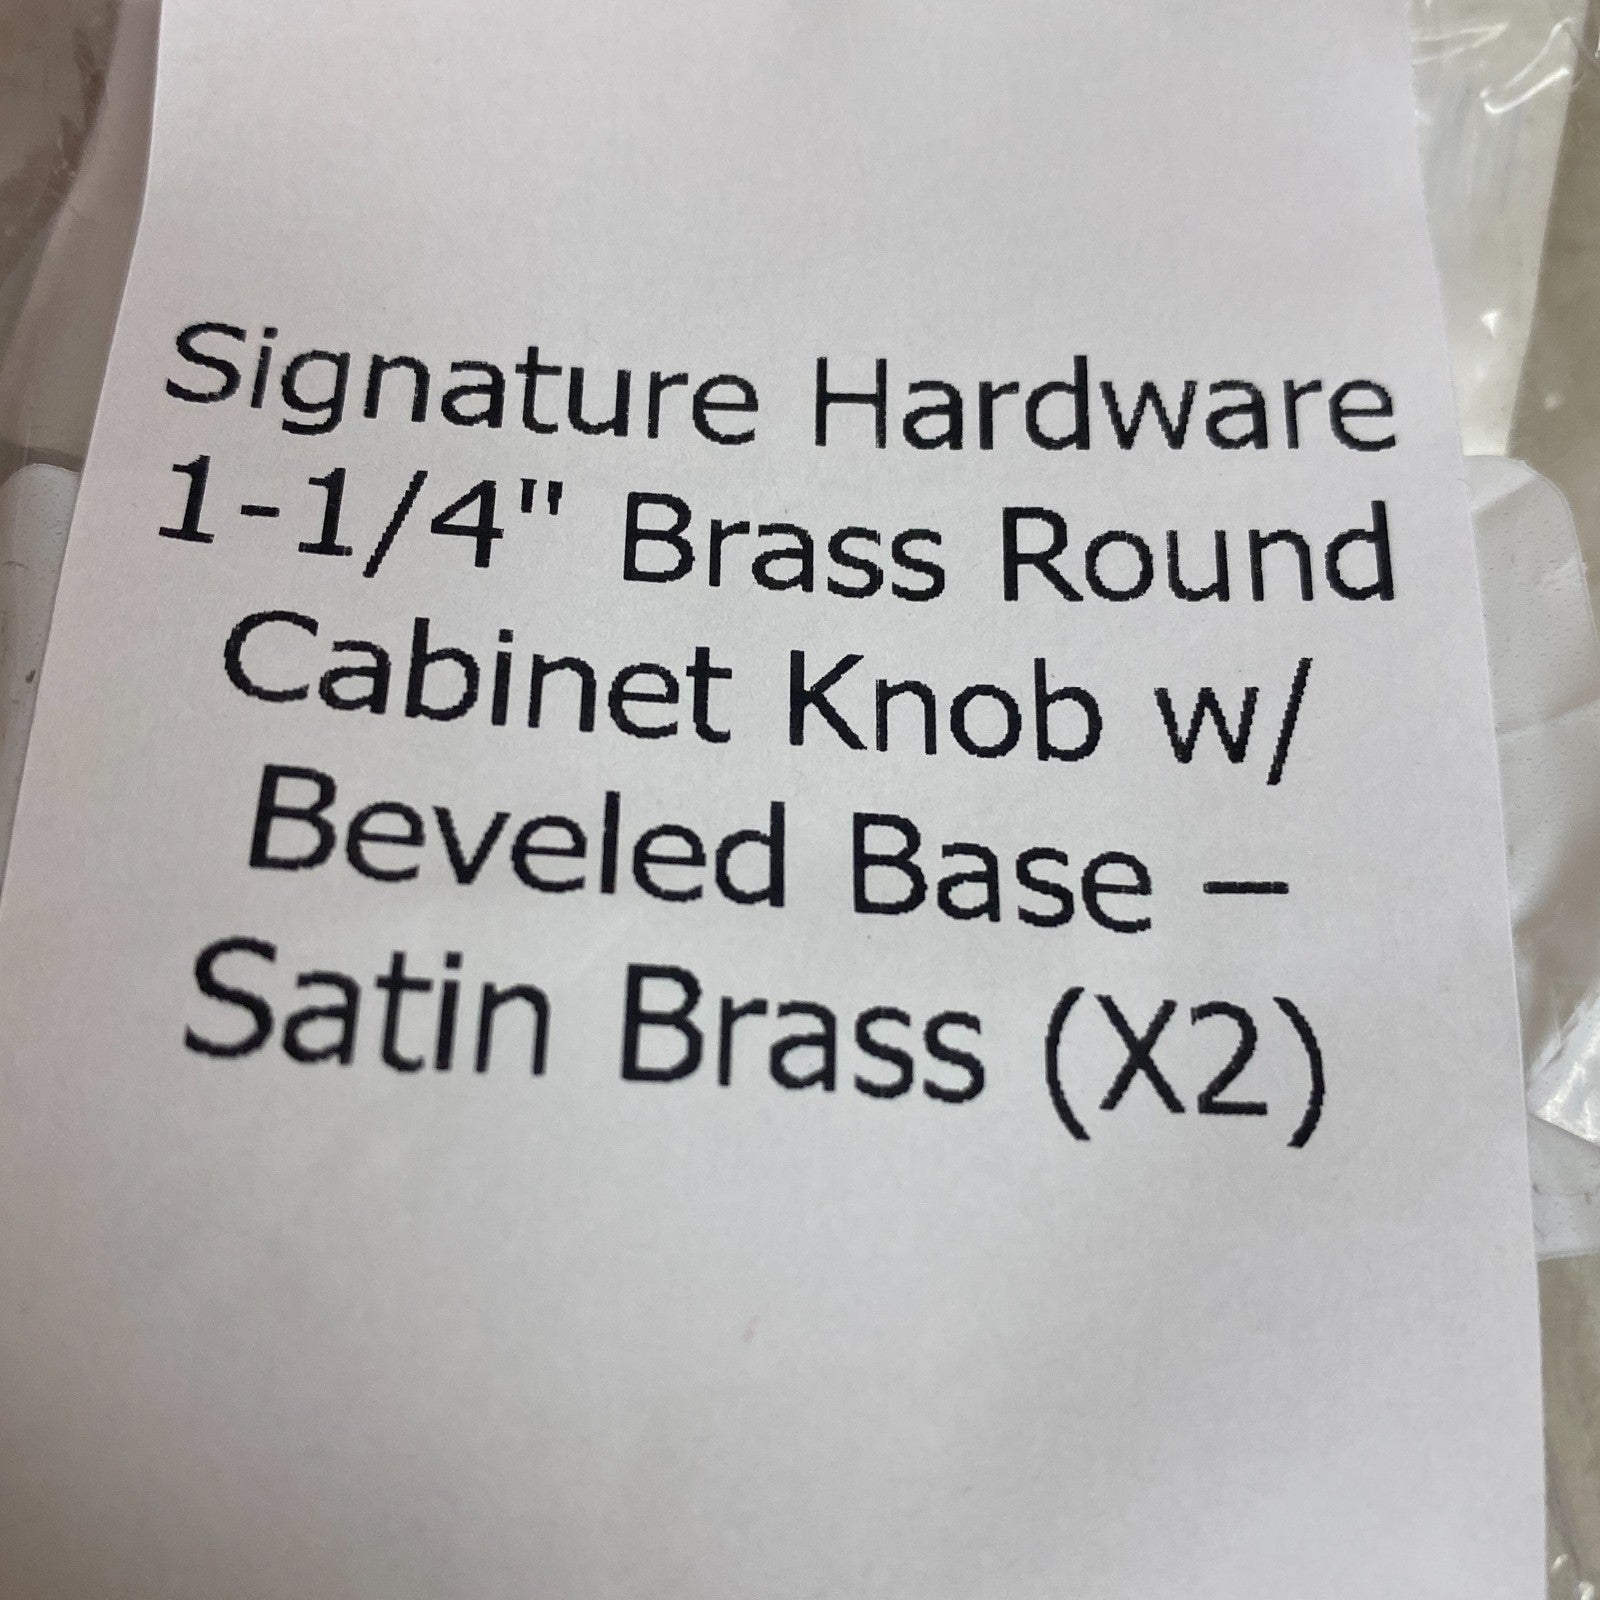 Signature Hardware
1-1/4" Brass Round
Cabinet Knob w/
Beveled Base –
Satin Brass (X2)